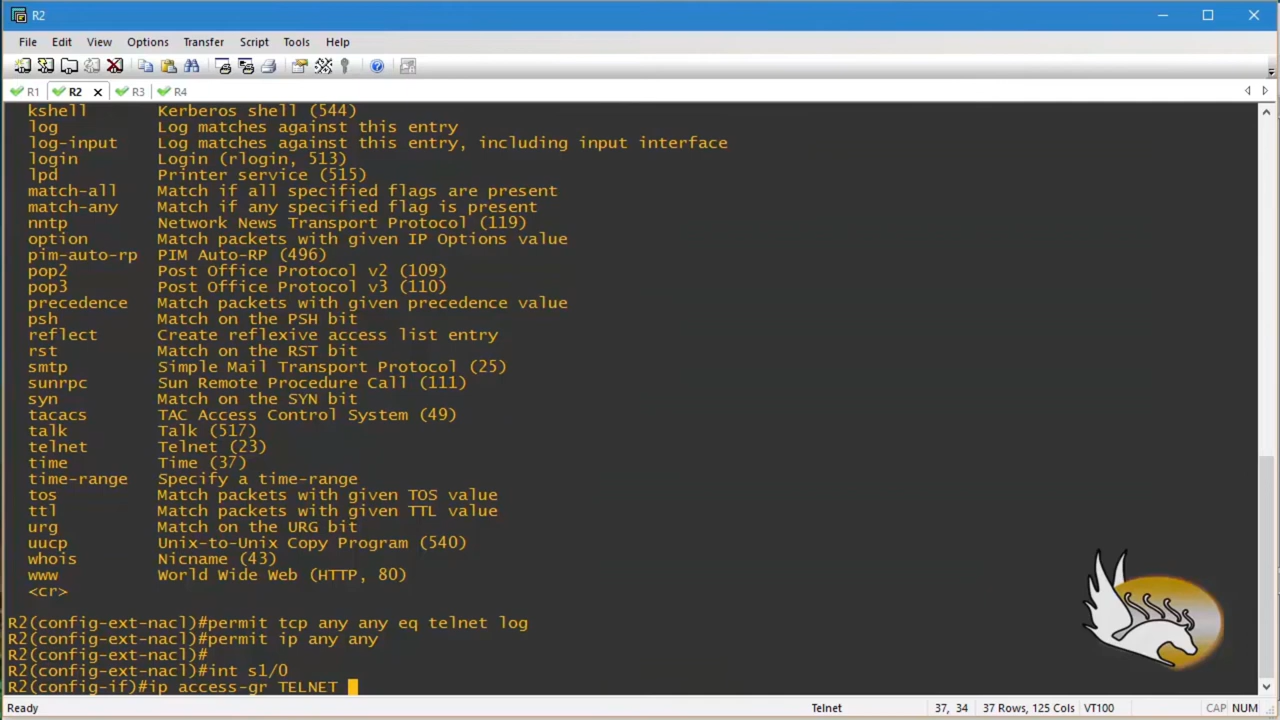 R2
File Edit View Options Transfer Script Tools Help
R1 R2 R3 R4
kshell Kerberos shell (544)
log Log matches against this entry
log-input Log matches against this entry, including input interface
login Login (rlogin, 513)
lpd Printer service (515)
match-all Match if all specified flags are present
match-any Match if any specified flag is present
nntp Network News Transport Protocol (119)
option Match packets with given IP Options value
pim-auto-rp PIM Auto-RP (496)
pop2 Post Office Protocol v2 (109)
pop3 Post Office Protocol v3 (110)
precedence Match packets with given precedence value
psh Match on the PSH bit
reflect Create reflexive access list entry
rst Match on the RST bit
smtp Simple Mail Transport Protocol (25)
sunrpc Sun Remote Procedure Call (111)
syn Match on the SYN bit
tacacs TAC Access Control System (49)
talk Talk (517)
telnet Telnet (23)
time Time (37)
time-range Specify a time-range
tos Match packets with given TOS value
ttl Match packets with given TTL value
urg Match on the URG bit
uucp Unix-to-Unix Copy Program (540)
whois Nicname (43)
www World Wide Web (HTTP, 80)
<cr>
R2(config-ext-nacl)#permit tcp any any eq telnet log
R2(config-ext-nacl)#permit ip any any
R2(config-ext-nacl)#
R2(config-ext-nacl)#int s1/0
R2(config-if)#ip access-gr TELNET
Ready Telnet 37, 34 37 Rows, 125 Cols VT100 CAP NUM